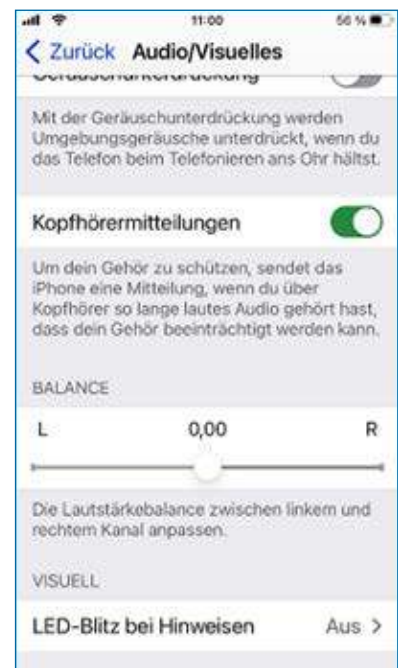 11:00 56 %
Zurück Audio/Visuelles
Geräuschunterdrückung
Mit der Geräuschunterdrückung werden
Umgebungsgeräusche unterdrückt, wenn du
das Telefon beim Telefonieren ans Ohr hältst.
Kopfhörermitteilungen
Um dein Gehör zu schützen, sendet das
iPhone eine Mitteilung, wenn du über
Kopfhörer so lange lautes Audio gehört hast,
dass dein Gehör beeinträchtigt werden kann.
BALANCE
L 0,00 R
Die Lautstärkebalance zwischen linkem und
rechtem Kanal anpassen.
VISUELL
LED-Blitz bei Hinweisen Aus